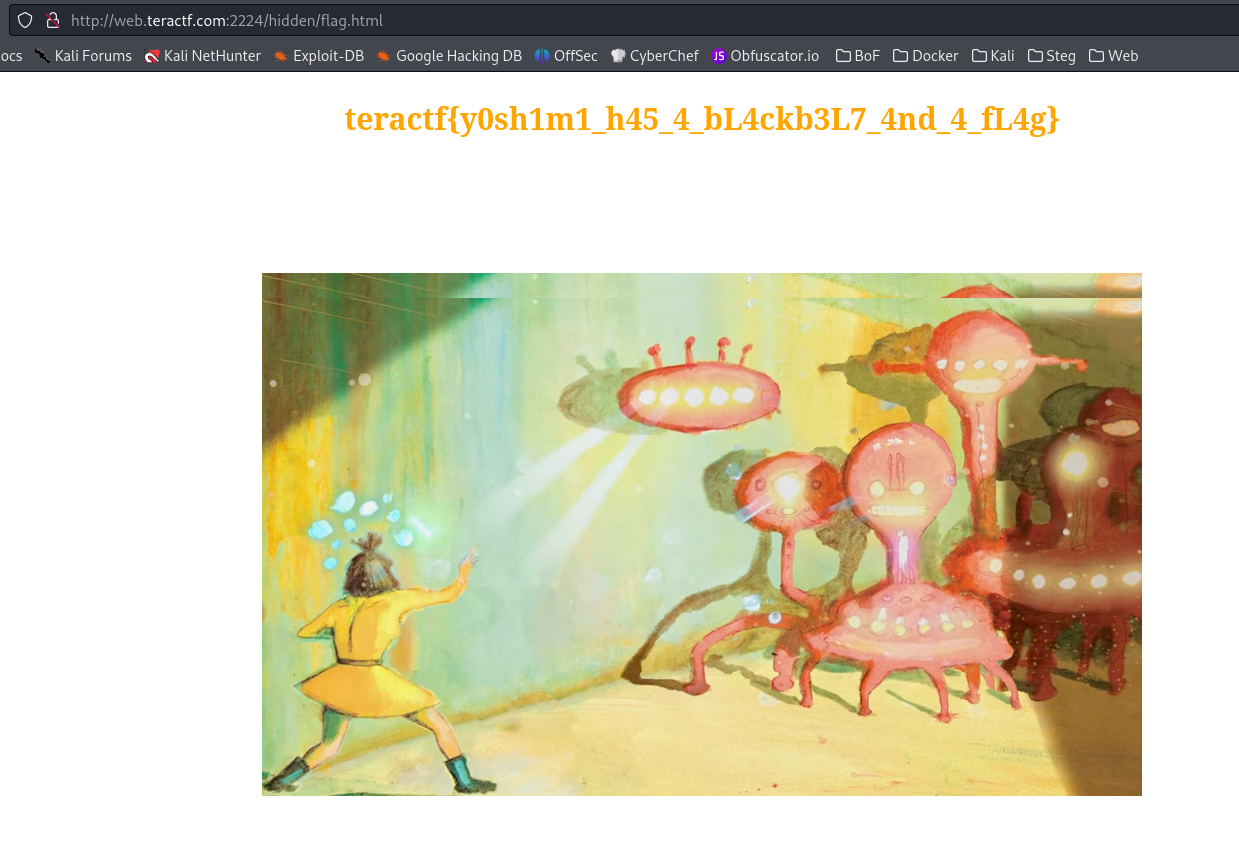 http://web.teractf.com:2224/hidden/flag.html
ocs Kali Forums Kali NetHunter Exploit-DB Google Hacking DB OffSec CyberChef JS Obfuscator.io BoF Docker Kali Steg Web
teractf{y0sh1m1_h45_4_bL4ckb3L7_4nd_4_fL4g}